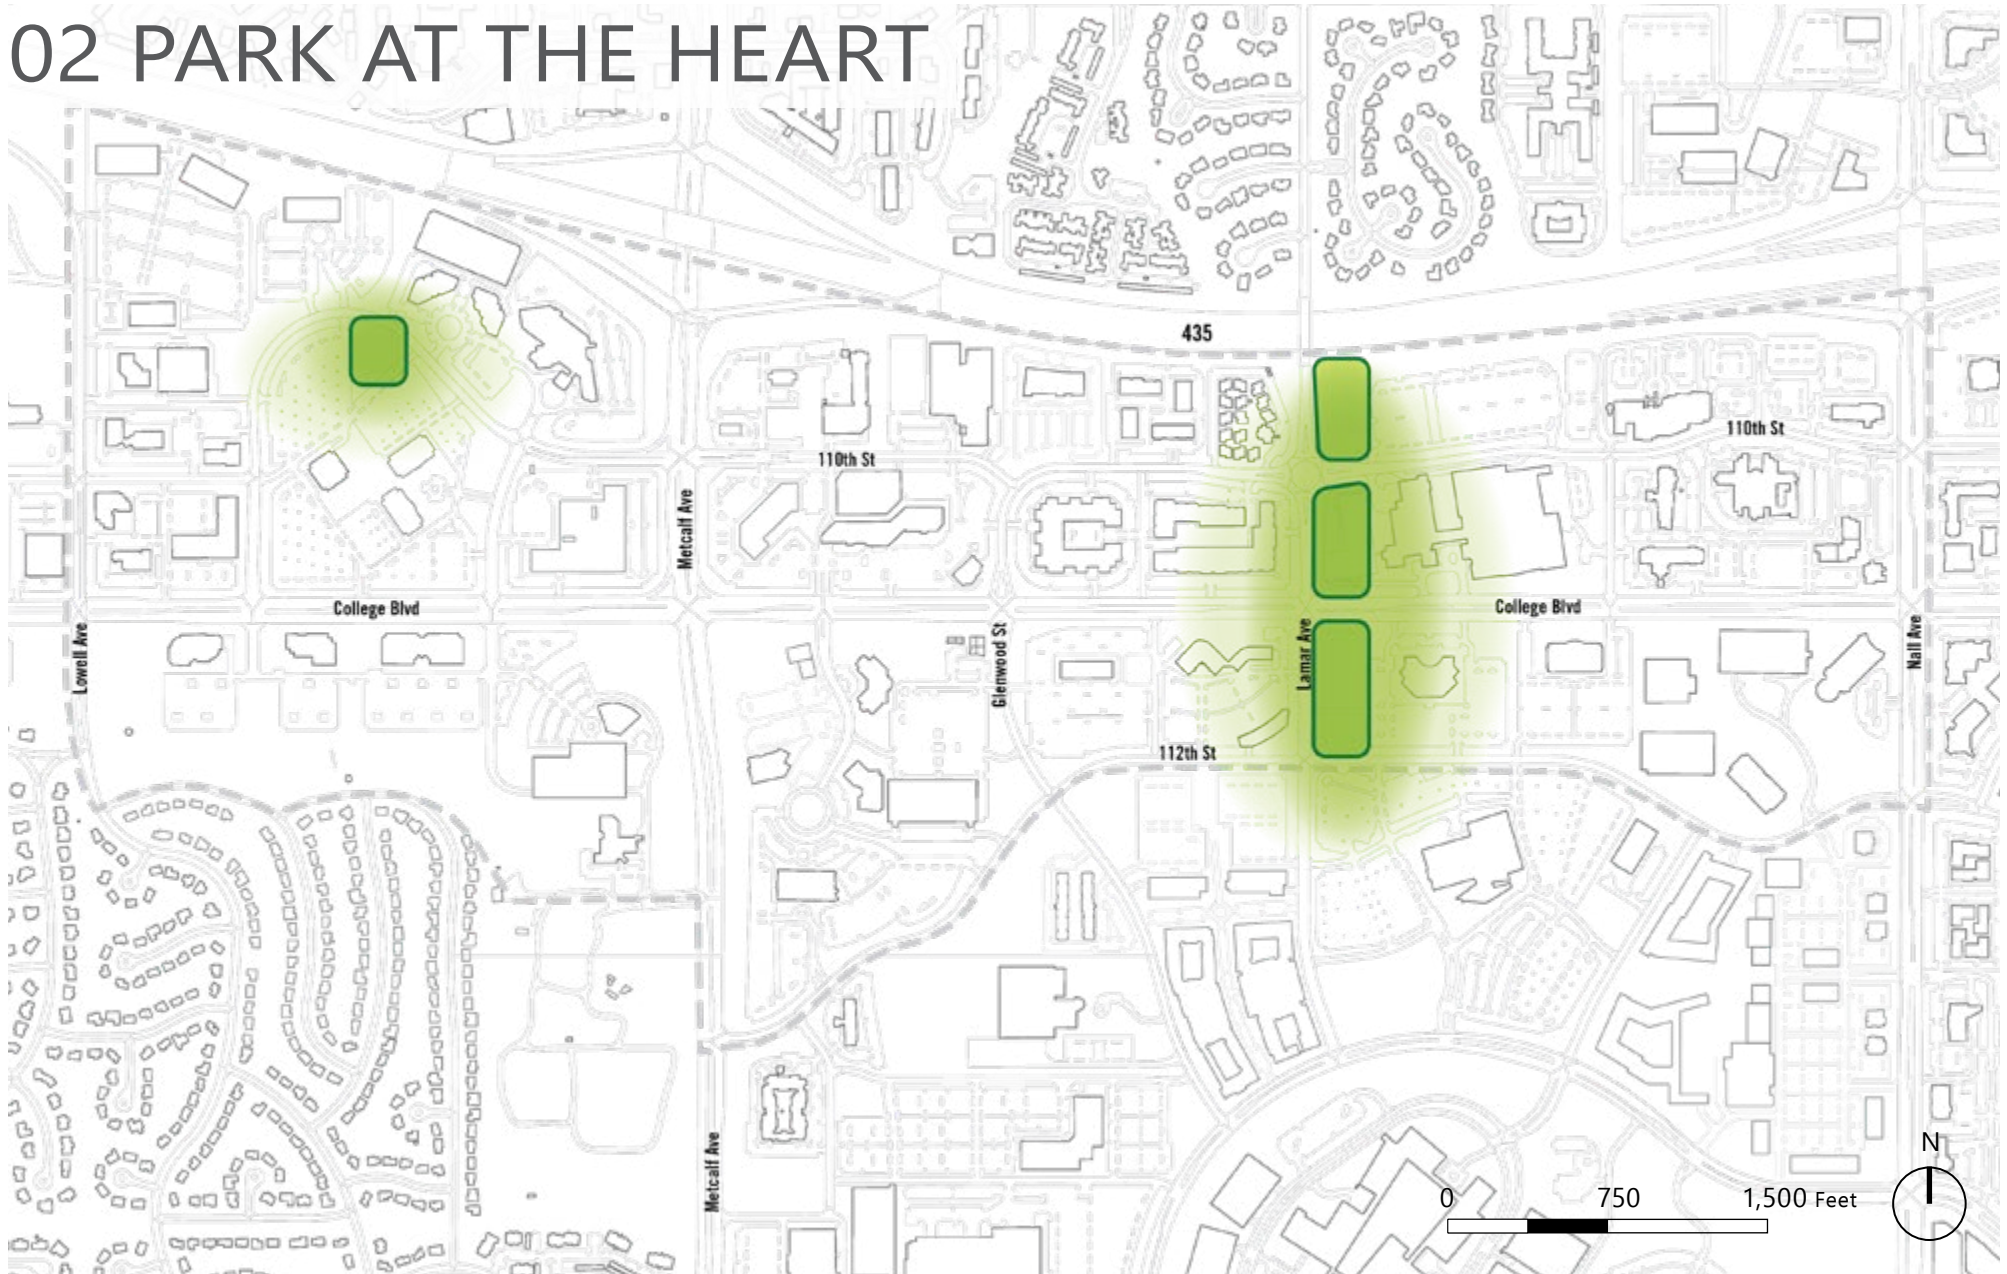 02 PARK AT THE HEART
435
110th St
110th St
Metcalf Ave
College Blvd
College Blvd
Lowell Ave
Glenwood St
Lamar Ave
Nall Ave
112th St
Metcalf Ave
N
0 750 1,500 Feet